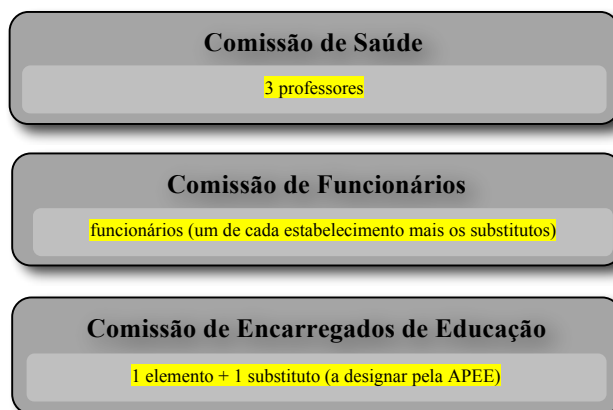 Comissão de Saúde
3 professores
Comissão de Funcionários
funcionários (um de cada estabelecimento mais os substitutos)
Comissão de Encarregados de Educação
1 elemento + 1 substituto (a designar pela APEE)